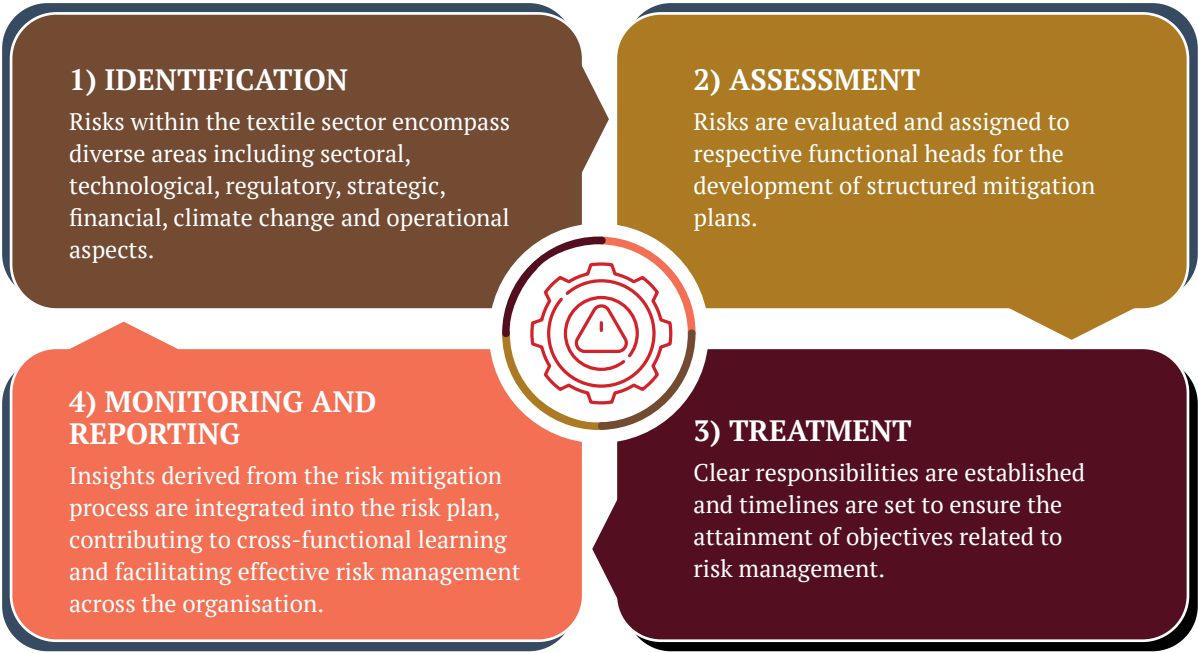 1) IDENTIFICATION
Risks within the textile sector encompass
diverse areas including sectoral,
technological, regulatory, strategic,
financial, climate change and operational
aspects.
2) ASSESSMENT
Risks are evaluated and assigned to
respective functional heads for the
development of structured mitigation
plans.
3) TREATMENT
Clear responsibilities are established
and timelines are set to ensure the
attainment of objectives related to
risk management.
4) MONITORING AND
REPORTING
Insights derived from the risk mitigation
process are integrated into the risk plan,
contributing to cross-functional learning
and facilitating effective risk management
across the organisation.